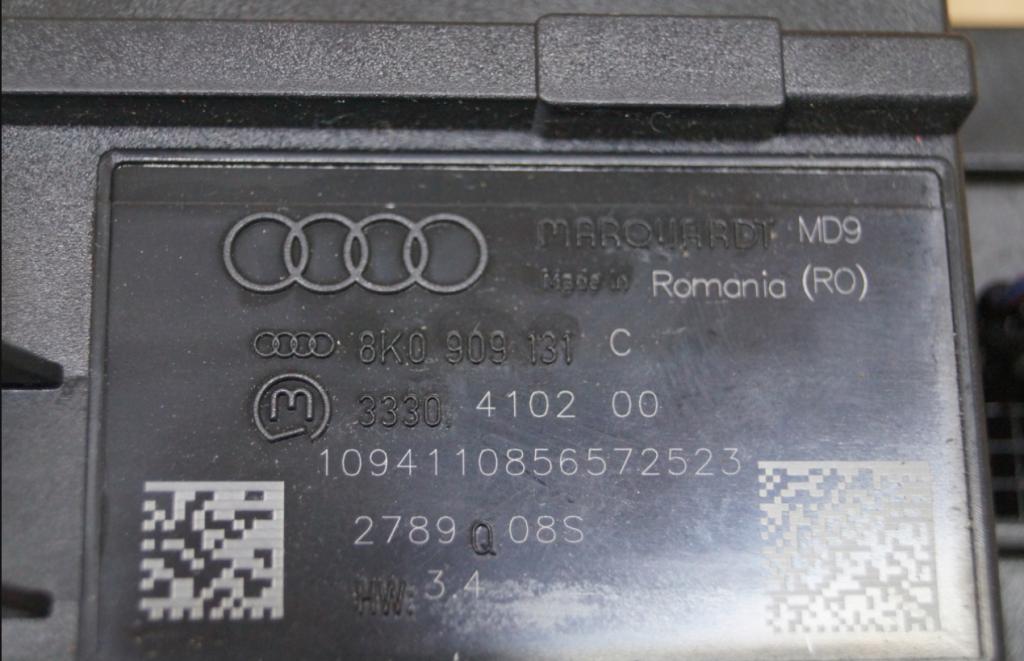 MARQUARDT MD9
Made in Romania (RO)
8K0 909 131 C
M 3330. 4102 00
1094110856572523
2789 Q 08S
HW: 3.4